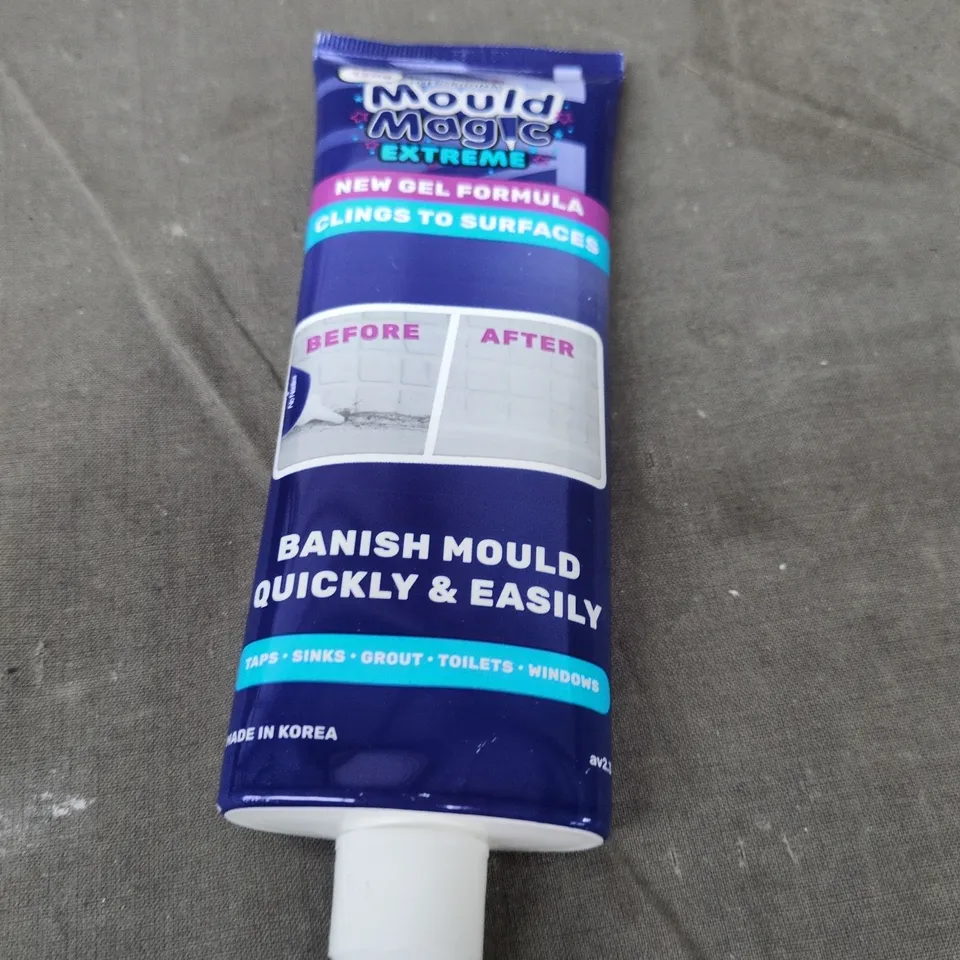 Mould
Magic
EXTREME
NEW GEL FORMULA
CLINGS TO SURFACES
BEFORE
AFTER
BANISH MOULD
QUICKLY & EASILY
TAPS · SINKS · GROUT · TOILETS · WINDOWS
MADE IN KOREA